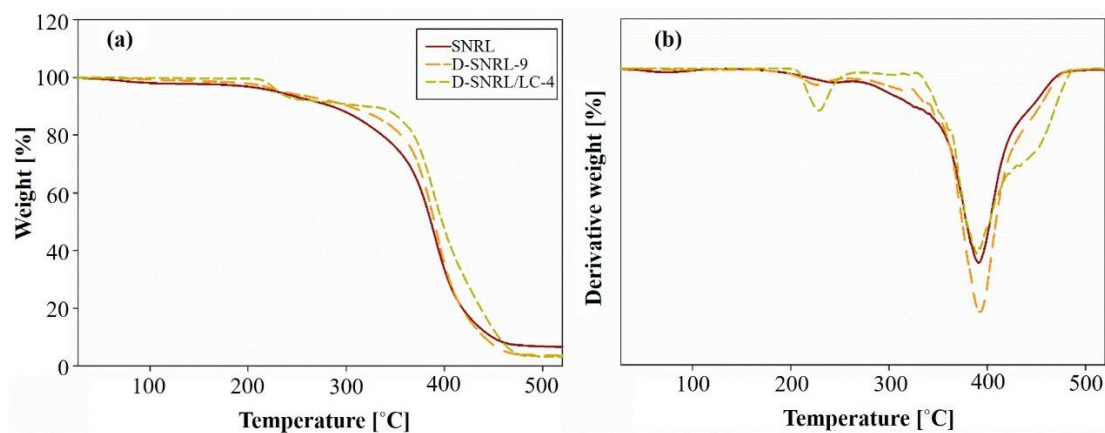 (a)
120
100
80
60
40
20
0
Weight [%]
SNRL
D-SNRL-9
D-SNRL/LC-4
100 200 300 400 500
Temperature [°C]
(b)
Derivative weight [%]
100 200 300 400 500
Temperature [°C]